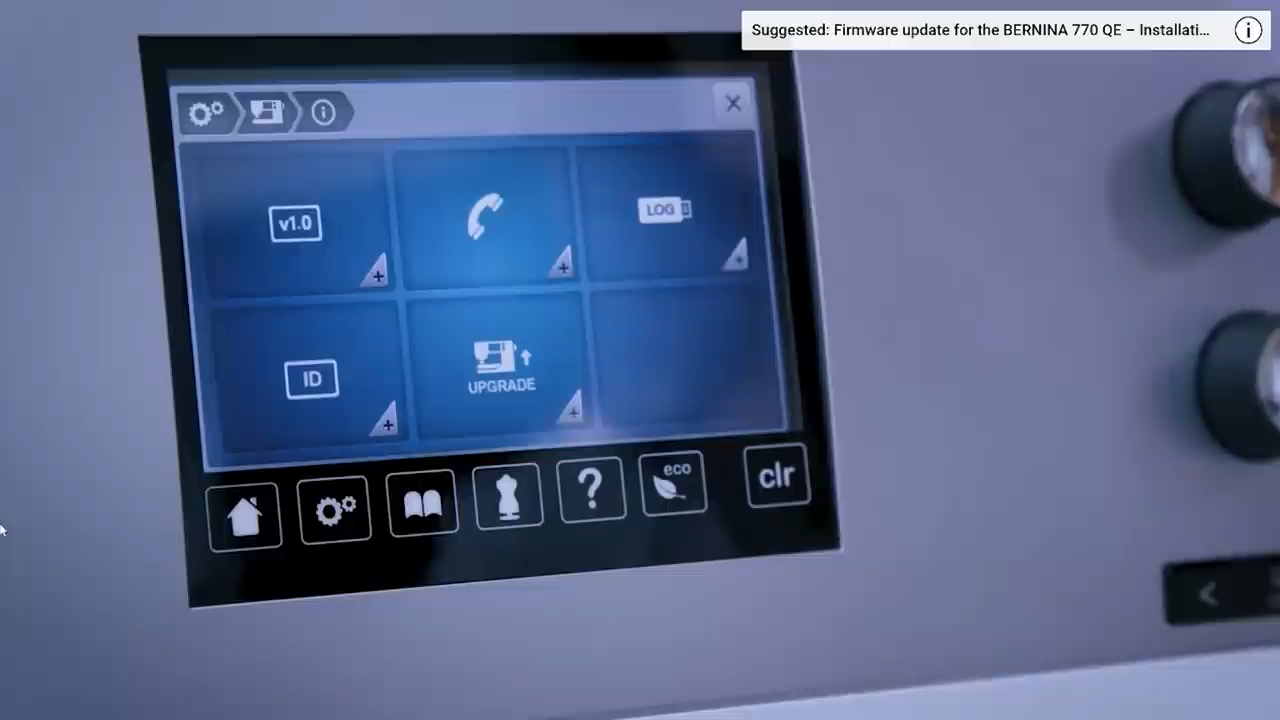 Suggested: Firmware update for the BERNINA 770 QE – Installati...
v1.0
LOG
ID
UPGRADE
?
eco
clr